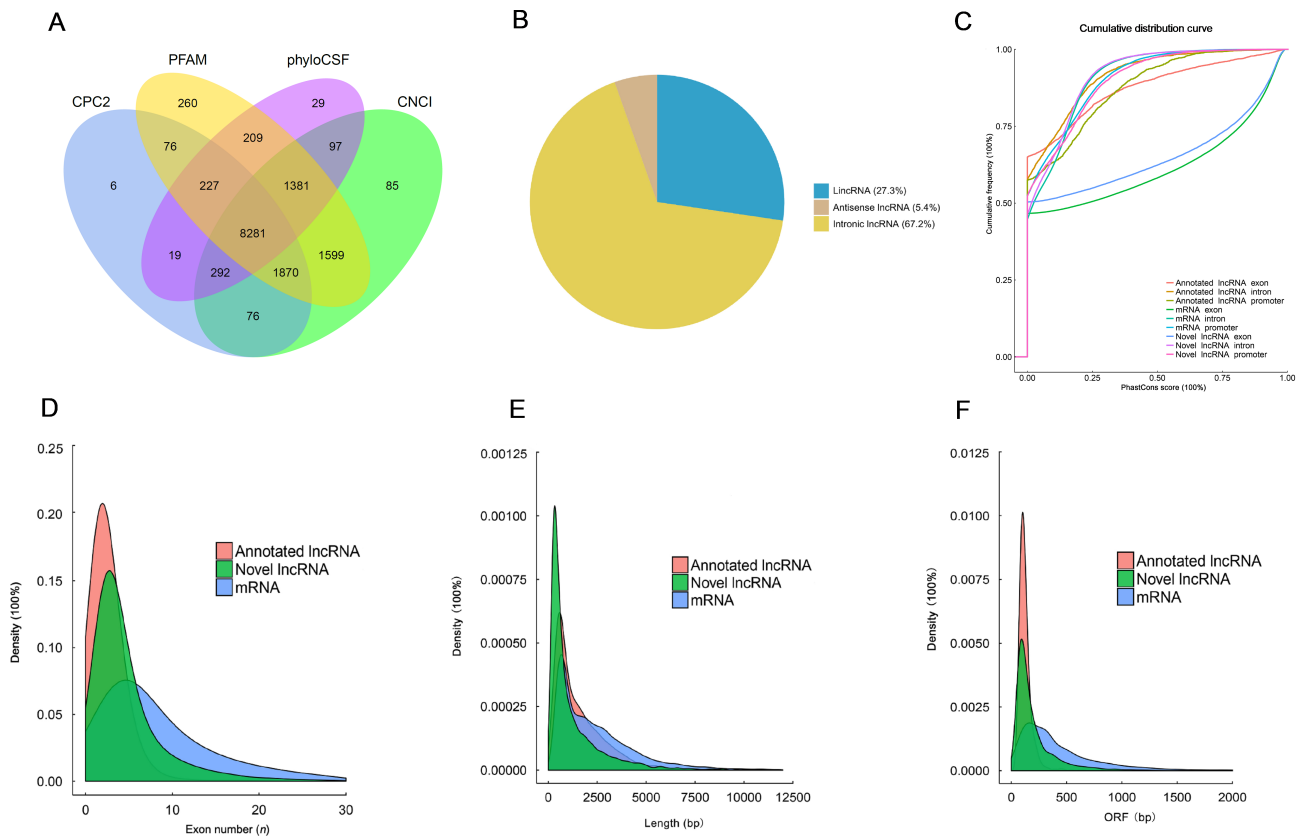 A
PFAM
phyloCSF
CPC2
CNCI
260
29
76
209
97
6
227
1381
85
8281
19
292
1870
1599
76
B
LincRNA (27.3%)
Antisense lncRNA (5.4%)
Intronic lncRNA (67.2%)
C
Cumulative distribution curve
Cumulative frequency (100%)
1.00
0.75
0.50
0.25
0.00
Annotated lncRNA exon
Annotated lncRNA intron
Annotated lncRNA promoter
mRNA exon
mRNA intron
mRNA promoter
Novel lncRNA exon
Novel lncRNA intron
Novel lncRNA promoter
0.00 0.25 0.50 0.75 1.00
PhastCons score (100%)
D
Density (100%)
0.25
0.20
0.15
0.10
0.05
0.00
Annotated lncRNA
Novel lncRNA
mRNA
0 10 20 30
Exon number (n)
E
Density (100%)
0.00125
0.00100
0.00075
0.00050
0.00025
0.00000
Annotated lncRNA
Novel lncRNA
mRNA
0 2500 5000 7500 10000 12500
Length (bp)
F
Density (100%)
0.0125
0.0100
0.0075
0.0050
0.0025
0.0000
Annotated lncRNA
Novel lncRNA
mRNA
0 500 1000 1500 2000
ORF (bp)